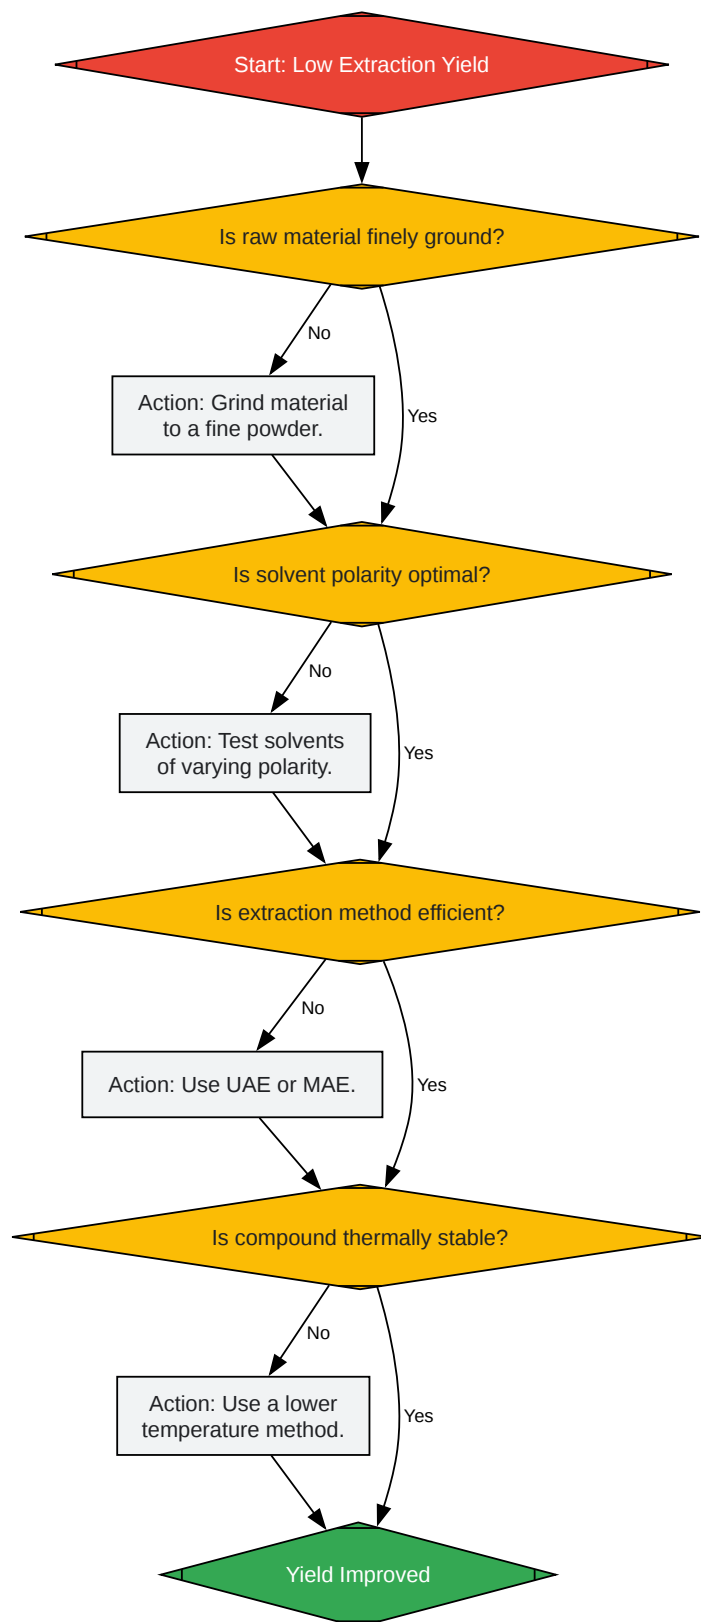 Start: Low Extraction Yield
Is raw material finely ground?
No
Action: Grind material
to a fine powder.
Yes
Is solvent polarity optimal?
No
Action: Test solvents
of varying polarity.
Yes
Is extraction method efficient?
No
Action: Use UAE or MAE.
Yes
Is compound thermally stable?
No
Action: Use a lower
temperature method.
Yes
Yield Improved